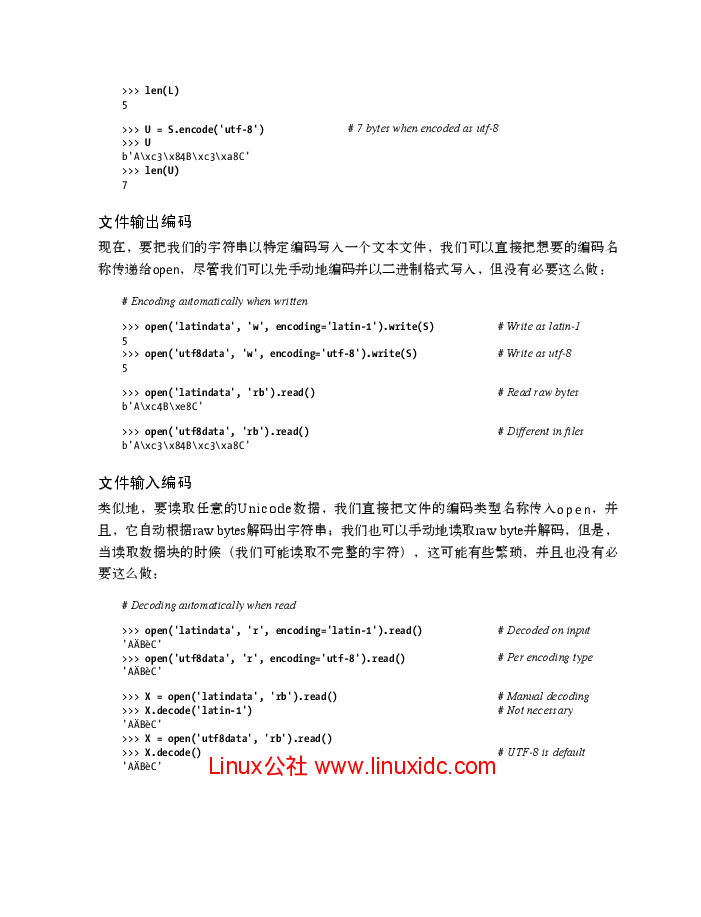 >>> len(L)
5
>>> U = S.encode('utf-8') # 7 bytes when encoded as utf-8
>>> U
b'A\xc3\x84B\xc3\xa8C'
>>> len(U)
7
文件输出编码
现在，要把我们的字符串以特定编码写入一个文本文件，我们可以直接把想要的编码名
称传递给open，尽管我们可以先手动地编码并以二进制格式写入，但没有必要这么做：
# Encoding automatically when written
>>> open('latindata', 'w', encoding='latin-1').write(S) # Write as latin-1
5
>>> open('utf8data', 'w', encoding='utf-8').write(S) # Write as utf-8
5
>>> open('latindata', 'rb').read() # Read raw bytes
b'A\xc4B\xe8C'
>>> open('utf8data', 'rb').read() # Different in files
b'A\xc3\x84B\xc3\xa8C'
文件输入编码
类似地，要读取任意的Unicode数据，我们直接把文件的编码类型名称传入open，并
且，它自动根据raw bytes解码出字符串；我们也可以手动地读取raw byte并解码，但是，
当读取数据块的时候（我们可能读取不完整的字符），这可能有些繁琐，并且也没有必
要这么做：
# Decoding automatically when read
>>> open('latindata', 'r', encoding='latin-1').read() # Decoded on input
'AÄBèC'
>>> open('utf8data', 'r', encoding='utf-8').read() # Per encoding type
'AÄBèC'
>>> X = open('latindata', 'rb').read() # Manual decoding
>>> X.decode('latin-1') # Not necessary
'AÄBèC'
>>> X = open('utf8data', 'rb').read()
>>> X.decode() # UTF-8 is default
'AÄBèC'
Linux公社 www.linuxidc.com